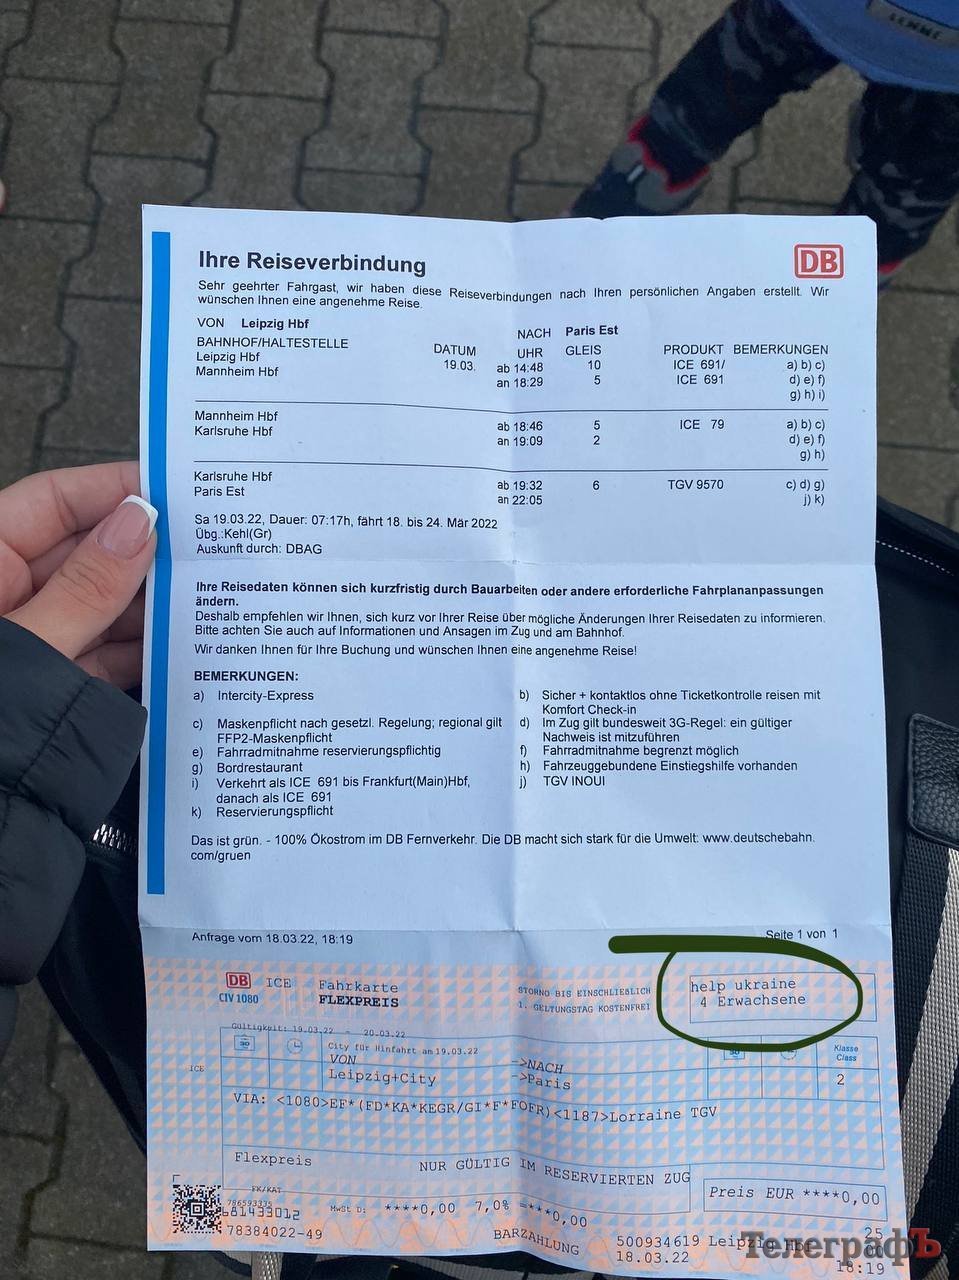 Ihre Reiseverbindung
DB
Sehr geehrter Fahrgast, wir haben diese Reiseverbindungen nach Ihren persönlichen Angaben erstellt. Wir
wünschen Ihnen eine angenehme Reise.
VON Leipzig Hbf NACH Paris Est
BAHNHOF/HALTESTELLE DATUM UHR GLEIS PRODUKT BEMERKUNGEN
Leipzig Hbf 19.03. ab 14:48 10 ICE 691/ a) b) c)
Mannheim Hbf an 18:29 5 ICE 691 d) e) f)
g) h) i)
Mannheim Hbf ab 18:46 5 ICE 79 a) b) c)
Karlsruhe Hbf an 19:09 2 d) e) f)
g) h)
Karlsruhe Hbf ab 19:32 6 TGV 9570 c) d) g)
Paris Est an 22:05 j) k)
Sa 19.03.22, Dauer: 07:17h, fährt 18. bis 24. Mär 2022
Übg.:Kehl(Gr)
Auskunft durch: DBAG
Ihre Reisedaten können sich kurzfristig durch Bauarbeiten oder andere erforderliche Fahrplananpassungen
ändern.
Deshalb empfehlen wir Ihnen, sich kurz vor Ihrer Reise über mögliche Änderungen Ihrer Reisedaten zu informieren.
Bitte achten Sie auch auf Informationen und Ansagen im Zug und am Bahnhof.
Wir danken Ihnen für Ihre Buchung und wünschen Ihnen eine angenehme Reise!
BEMERKUNGEN:
a) Intercity-Express
b) Sicher + kontaktlos ohne Ticketkontrolle reisen mit
Komfort Check-in
c) Maskenpflicht nach gesetzl. Regelung; regional gilt
FFP2-Maskenpflicht
d) Im Zug gilt bundesweit 3G-Regel: ein gültiger
Nachweis ist mitzuführen
e) Fahrradmitnahme reservierungspflichtig
f) Fahrradmitnahme begrenzt möglich
g) Bordrestaurant
h) Fahrzeuggebundene Einstiegshilfe vorhanden
i) Verkehrt als ICE 691 bis Frankfurt(Main)Hbf,
danach als ICE 691
j) TGV INOUI
k) Reservierungspflicht
Das ist grün. - 100% Ökostrom im DB Fernverkehr. Die DB macht sich stark für die Umwelt: www.deutschebahn.
com/gruen
Anfrage vom 18.03.22, 18:19 Seite 1 von 1
DB ICE Fahrkarte
CIV 1080 FLEXPREIS
STORNO BIS EINSCHLIEßLICH
1. GELTUNGSTAG KOSTENFREI
help ukraine
4 Erwachsene
Gültigkeit: 19.03.22 - 20.03.22
City für Hinfahrt am 19.03.22
Klasse
Class
VON ->NACH
ICE Leipzig+City ->Paris 2
VIA: <1080>EF*(FD*KA*KEGR/GI*F*FOFR)<1187>Lorraine TGV
Flexpreis NUR GÜLTIG IM RESERVIERTEN ZUG
Preis EUR ****0,00
PK/KAT
786593375
681433012 MwSt D: ****0,00 7,0% =***0,00
78384022-49 BARZAHLUNG 500934619 Leipzig Hbf
18.03.22 18:19
ТелеграфЪ